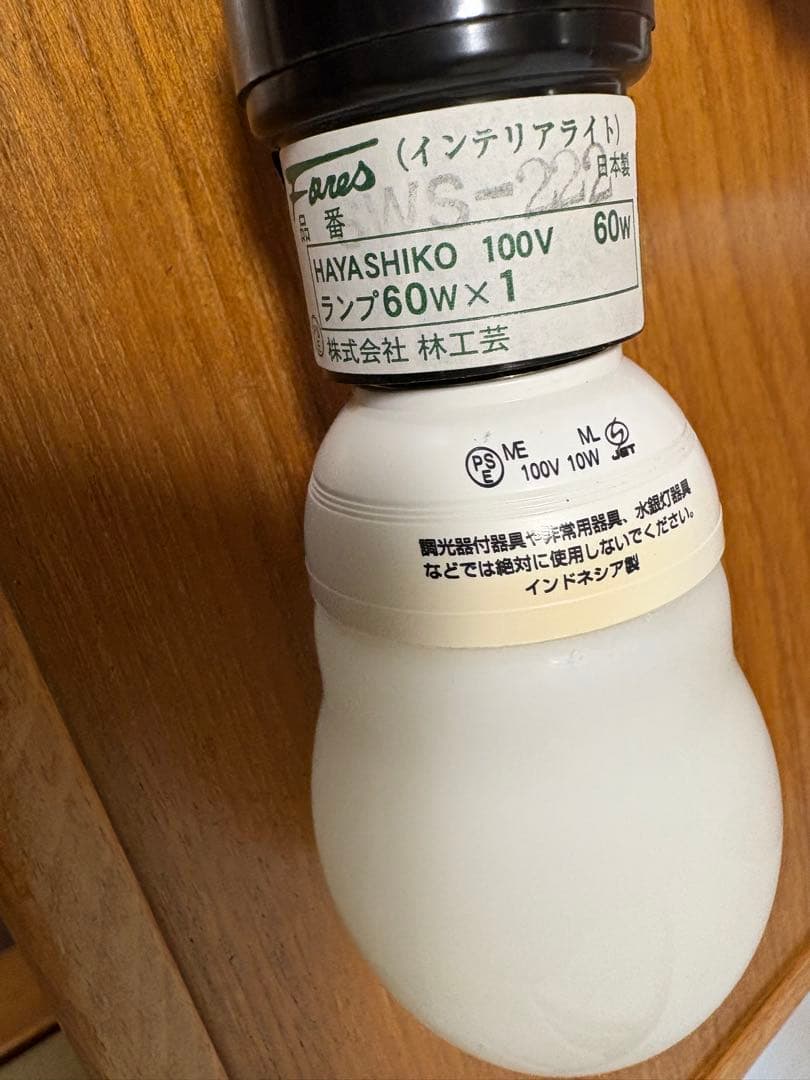 Fores (インテリアライト)
品番 SWS-222 日本製
HAYASHIKO 100V 60W
ランプ60W×1
株式会社 林工芸
PSE ME ML JET
100V 10W
調光器付器具や非常用器具、水銀灯器具
などでは絶対に使用しないでください。
インドネシア製